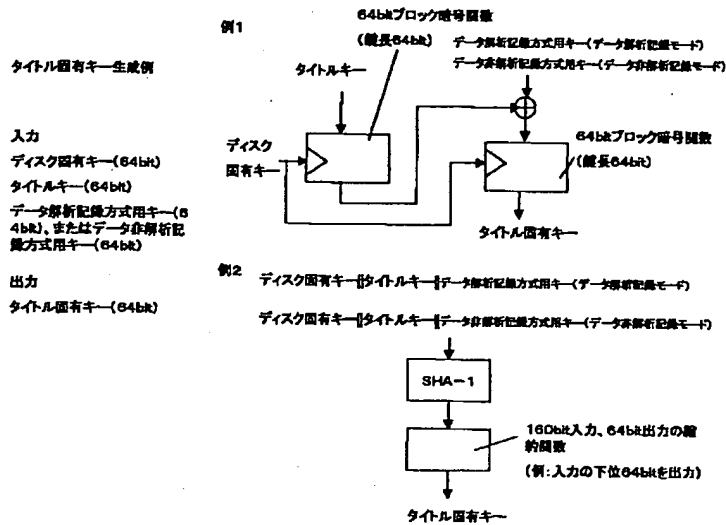 タイトル固有キー生成例
入力
ディスク固有キー(64bit)
タイトルキー(64bit)
データ解析記録方式用キー(6
4bit)、またはデータ非解析記
録方式用キー(64bit)
出力
タイトル固有キー(64bit)
例1
64bitブロック暗号関数
(鍵長64bit)
データ解析記録方式用キー(データ解析記録モード)
データ非解析記録方式用キー(データ非解析記録モード)
タイトルキー
ディスク
固有キー
64bitブロック暗号関数
(鍵長64bit)
タイトル固有キー
例2
ディスク固有キー||タイトルキー||データ解析記録方式用キー(データ解析記録モード)
ディスク固有キー||タイトルキー||データ非解析記録方式用キー(データ非解析記録モード)
SHA-1
160bit入力、64bit出力の縮
約関数
(例:入力の下位64bitを出力)
タイトル固有キー